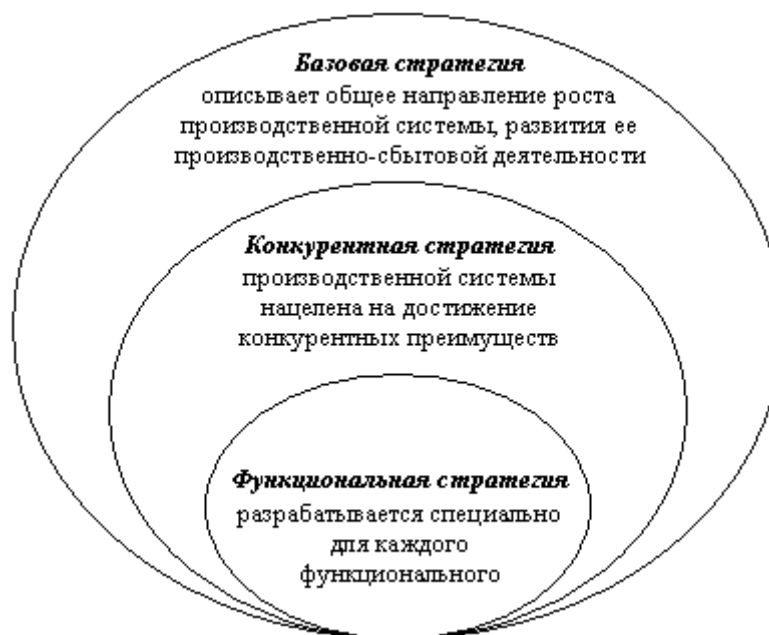 Базовая стратегия
описывает общее направление роста
производственной системы, развития ее
производственно-сбытовой деятельности
Конкурентная стратегия
производственной системы
нацелена на достижение
конкурентных преимуществ
Функциональная стратегия
разрабатывается специально
для каждого
функционального